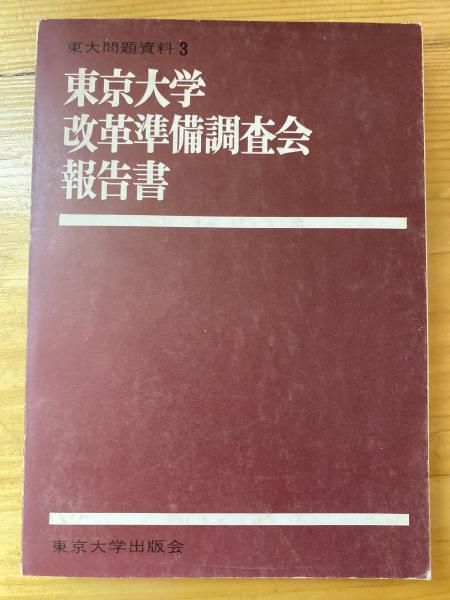 東大問題資料3
東京大学
改革準備調査会
報告書
東京大学出版会